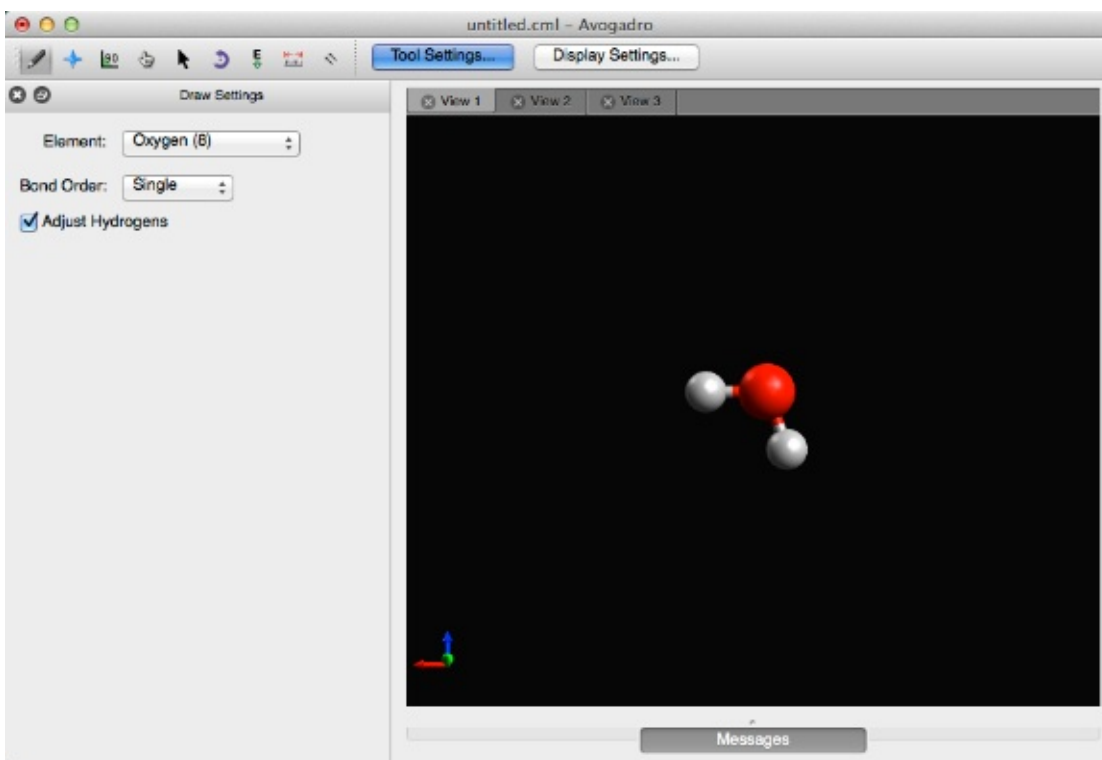 untitled.cml – Avogadro
90 E Tool Settings... Display Settings...
Draw Settings
View 1 View 2 View 3
Element: Oxygen (8)
Bond Order: Single
Adjust Hydrogens
Messages